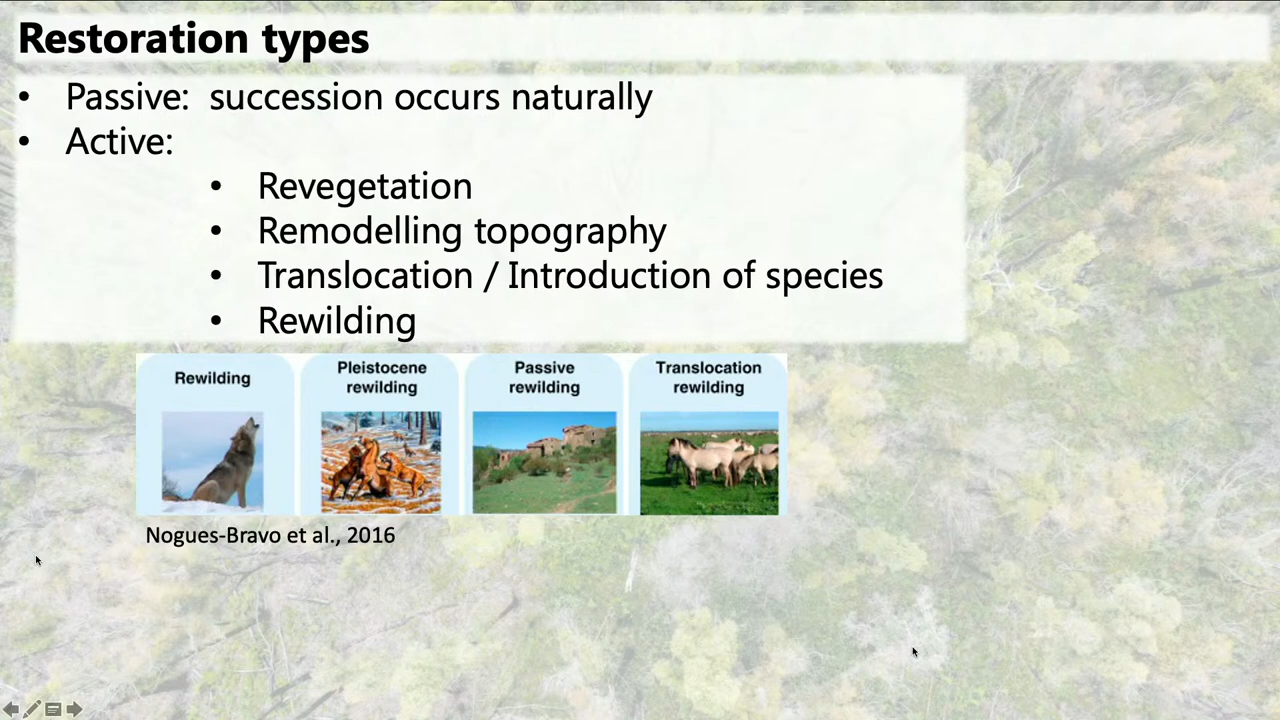 Restoration types
• Passive: succession occurs naturally
• Active:
• Revegetation
• Remodelling topography
• Translocation / Introduction of species
• Rewilding
Rewilding
Pleistocene
rewilding
Passive
rewilding
Translocation
rewilding
Nogues-Bravo et al., 2016